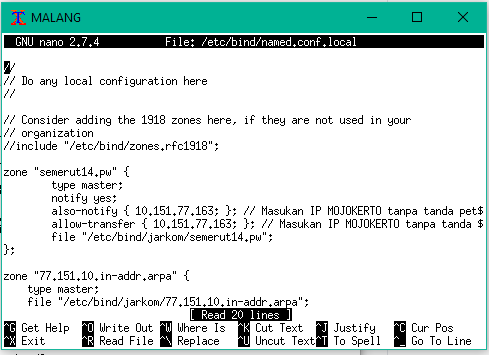 MALANG
GNU nano 2.7.4 File: /etc/bind/named.conf.local
//
// Do any local configuration here
//
// Consider adding the 1918 zones here, if they are not used in your
// organization
//include "/etc/bind/zones.rfc1918";
zone "semerut14.pw" {
type master;
notify yes;
also-notify { 10.151.77.163; }; // Masukan IP MOJOKERTO tanpa tanda pet$
allow-transfer { 10.151.77.163; }; // Masukan IP MOJOKERTO tanpa tanda $
file "/etc/bind/jarkom/semerut14.pw";
};
zone "77.151.10.in-addr.arpa" {
type master;
file "/etc/bind/jarkom/77.151.10.in-addr.arpa";
[ Read 20 lines ]
^G Get Help ^O Write Out ^W Where Is ^K Cut Text ^J Justify ^C Cur Pos
^X Exit ^R Read File ^\ Replace ^U Uncut Text ^T To Spell ^_ Go To Line